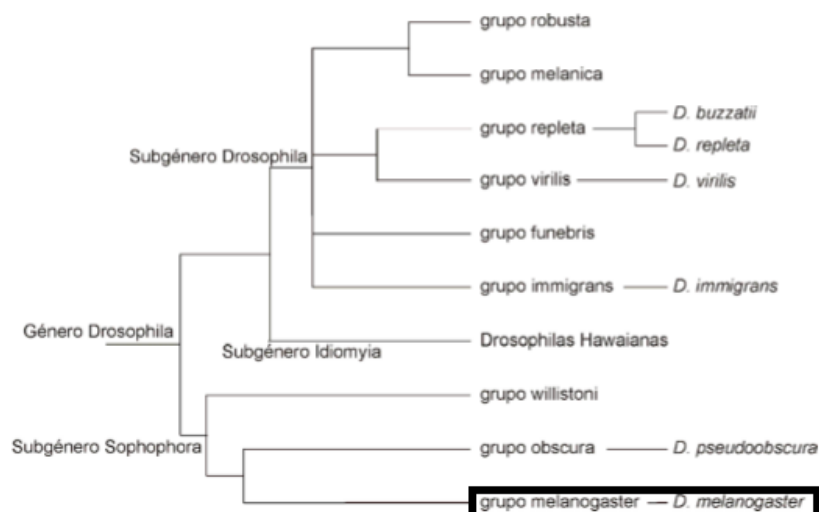 grupo robusta
grupo melanica
D. buzzatii
grupo repleta
D. repleta
Subgénero Drosophila
grupo virilis
D. virilis
grupo funebris
grupo immigrans
D. immigrans
Género Drosophila
Drosophilas Hawaianas
Subgénero Idiomyia
grupo willistoni
Subgénero Sophophora
grupo obscura
D. pseudoobscura
grupo melanogaster
D. melanogaster